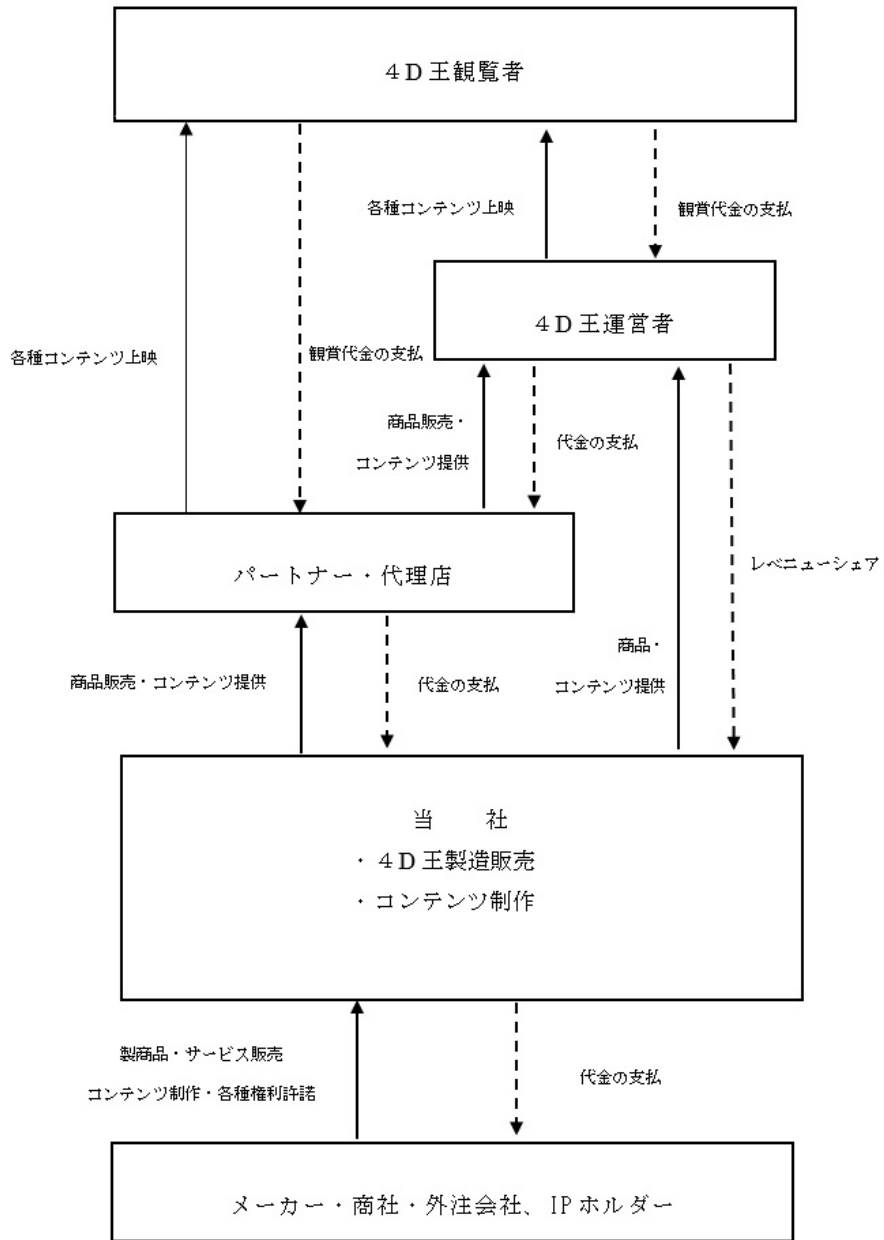 ４D王観覧者
各種コンテンツ上映
観賞代金の支払
４D王運営者
各種コンテンツ上映
観賞代金の支払
商品販売・
コンテンツ提供
代金の支払
パートナー・代理店
レベニューシェア
商品・
コンテンツ提供
商品販売・コンテンツ提供
代金の支払
当　　社
・４D王製造販売
・コンテンツ制作
製商品・サービス販売
コンテンツ制作・各種権利許諾
代金の支払
メーカー・商社・外注会社、IPホルダー